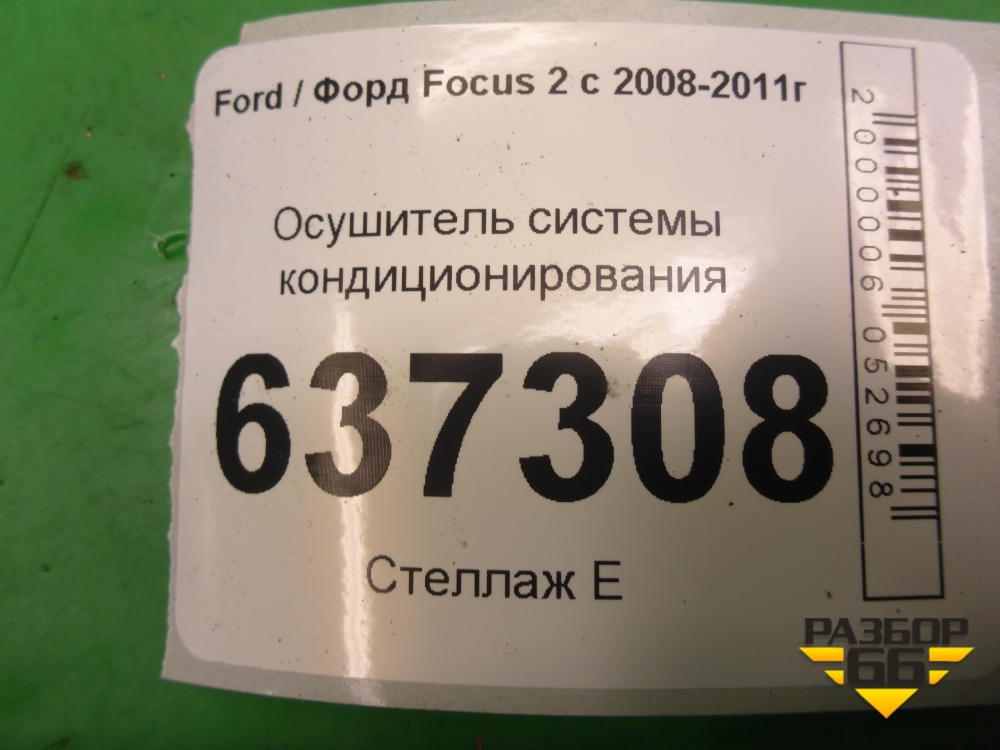 Ford / Форд Focus 2 с 2008-2011г
Осушитель системы
кондиционирования
637308
Стеллаж Е
2000006052698
РАЗБОР
66